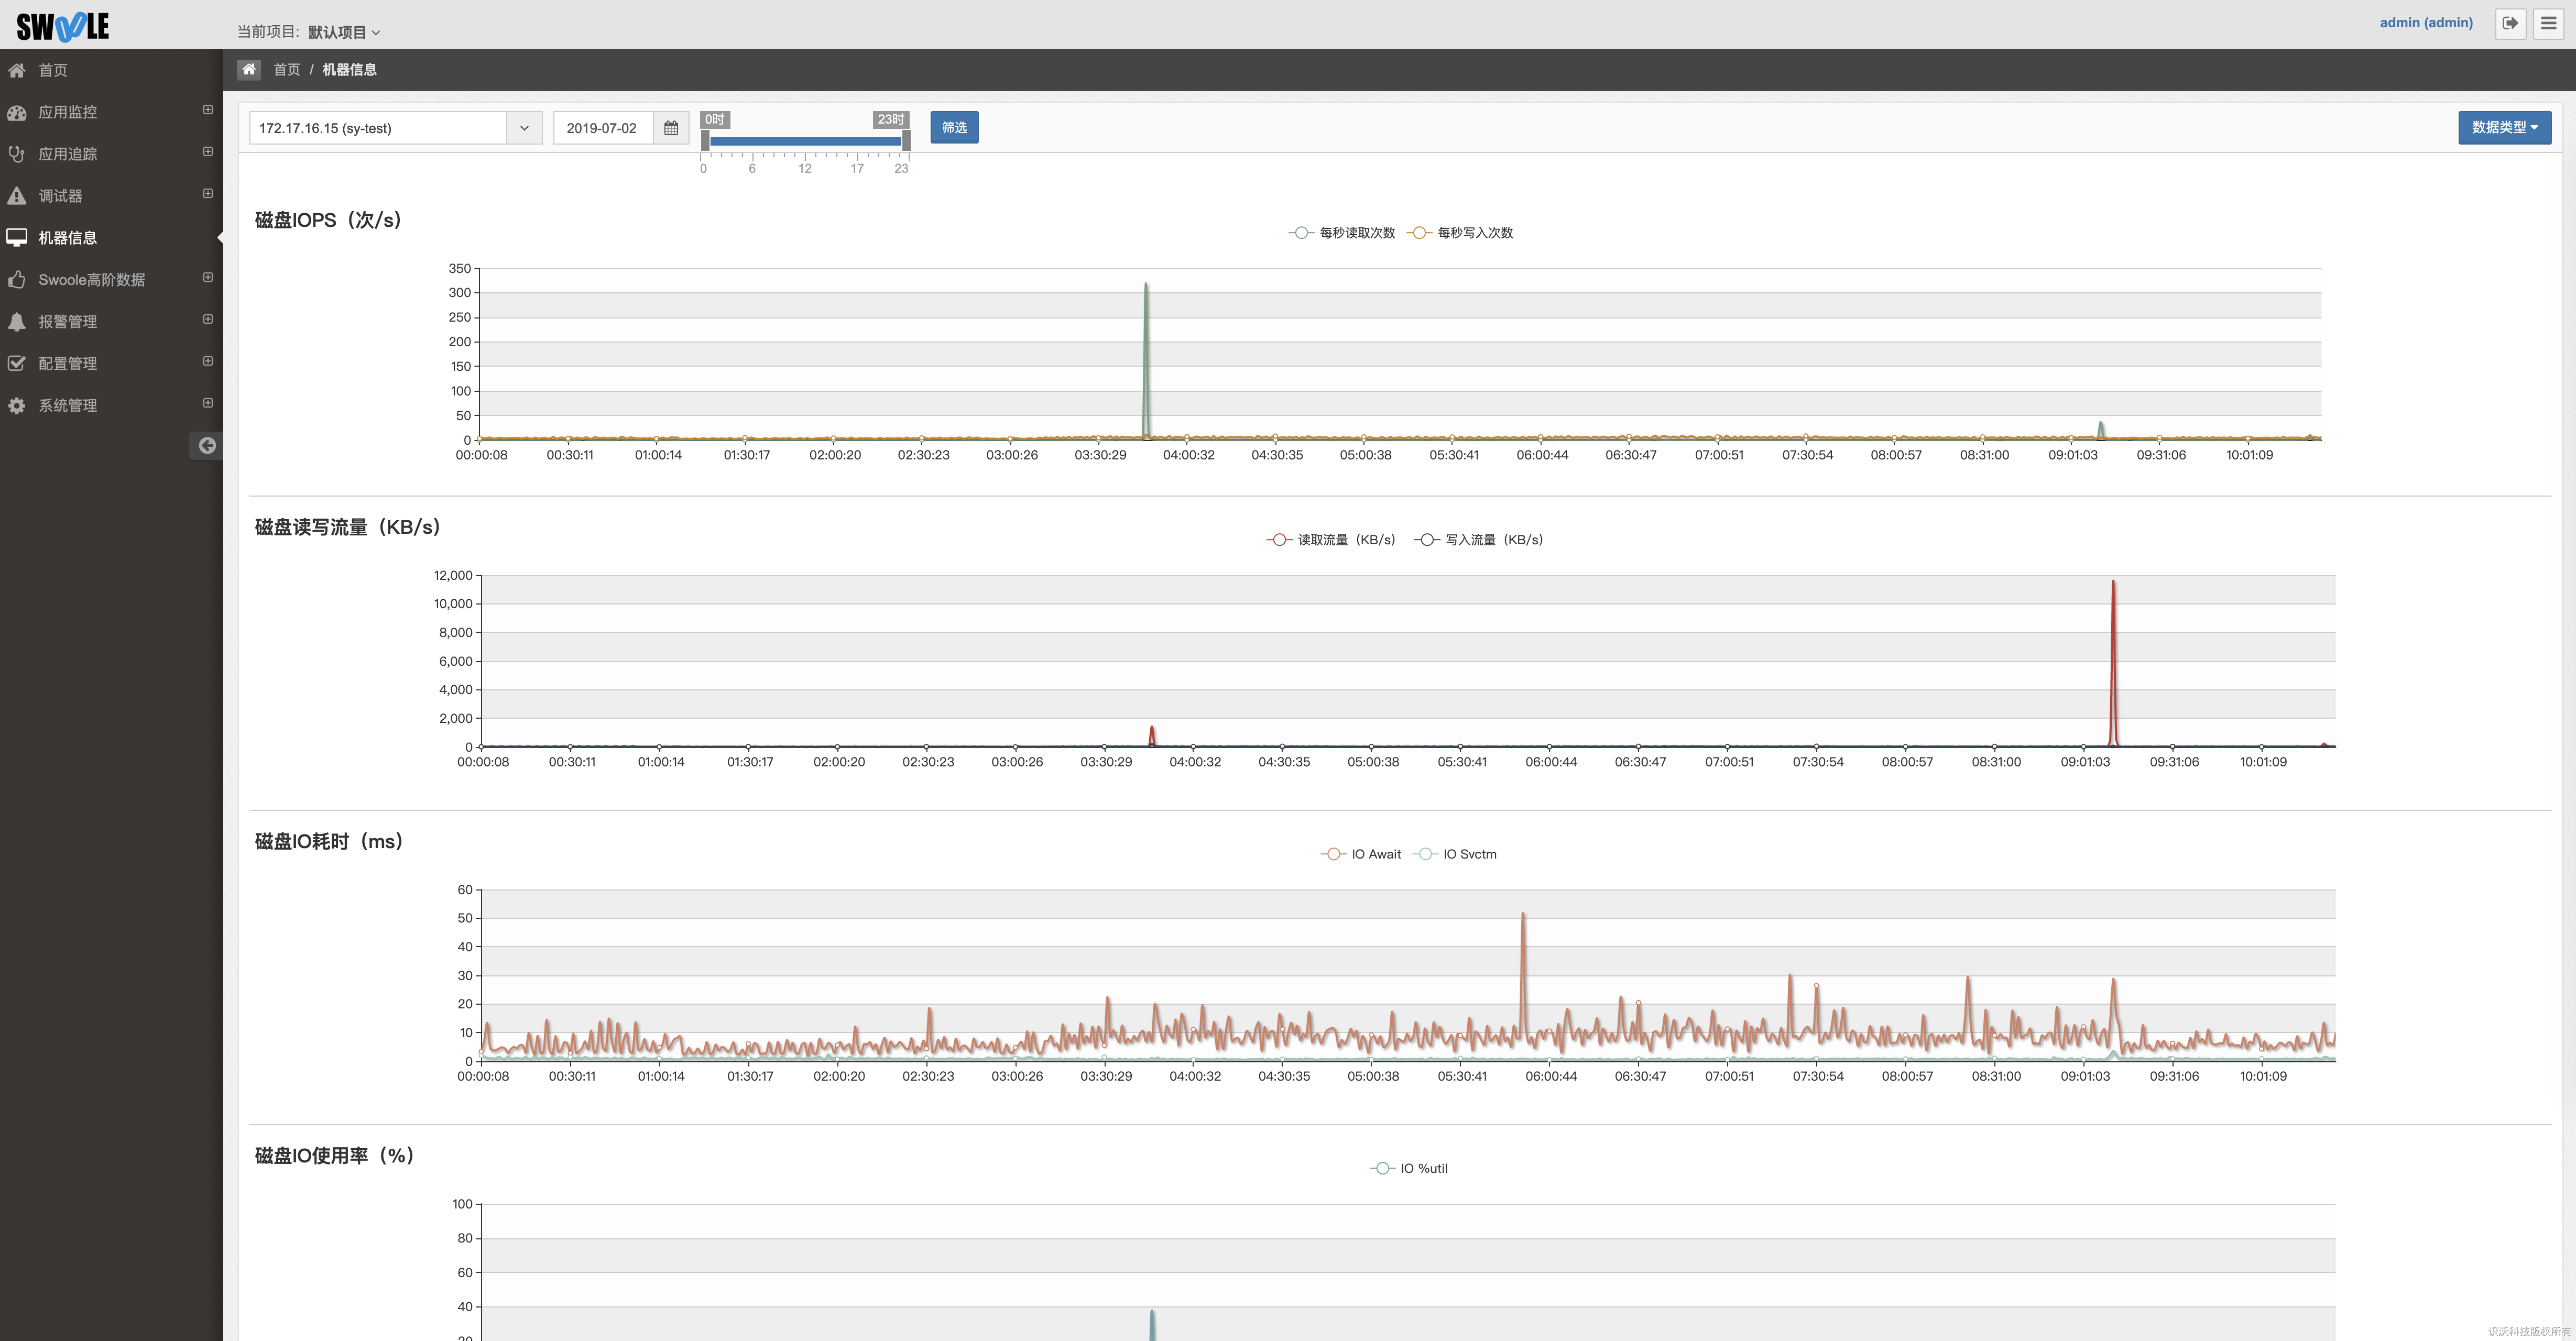 SWOOLE
当前项目: 默认项目
admin (admin)
首页
应用监控
应用追踪
调试器
机器信息
Swoole高阶数据
报警管理
配置管理
系统管理
首页 / 机器信息
172.17.16.15 (sy-test)
2019-07-02
0时 23时
0 6 12 17 23
筛选
数据类型
磁盘IOPS（次/s）
每秒读取次数 每秒写入次数
350
300
250
200
150
100
50
0
00:00:08 00:30:11 01:00:14 01:30:17 02:00:20 02:30:23 03:00:26 03:30:29 04:00:32 04:30:35 05:00:38 05:30:41 06:00:44 06:30:47 07:00:51 07:30:54 08:00:57 08:31:00 09:01:03 09:31:06 10:01:09
磁盘读写流量（KB/s）
读取流量（KB/s） 写入流量（KB/s）
12,000
10,000
8,000
6,000
4,000
2,000
0
00:00:08 00:30:11 01:00:14 01:30:17 02:00:20 02:30:23 03:00:26 03:30:29 04:00:32 04:30:35 05:00:38 05:30:41 06:00:44 06:30:47 07:00:51 07:30:54 08:00:57 08:31:00 09:01:03 09:31:06 10:01:09
磁盘IO耗时（ms）
IO Await IO Svctm
60
50
40
30
20
10
0
00:00:08 00:30:11 01:00:14 01:30:17 02:00:20 02:30:23 03:00:26 03:30:29 04:00:32 04:30:35 05:00:38 05:30:41 06:00:44 06:30:47 07:00:51 07:30:54 08:00:57 08:31:00 09:01:03 09:31:06 10:01:09
磁盘IO使用率（%）
IO %util
100
80
60
40
20
识沃科技版权所有